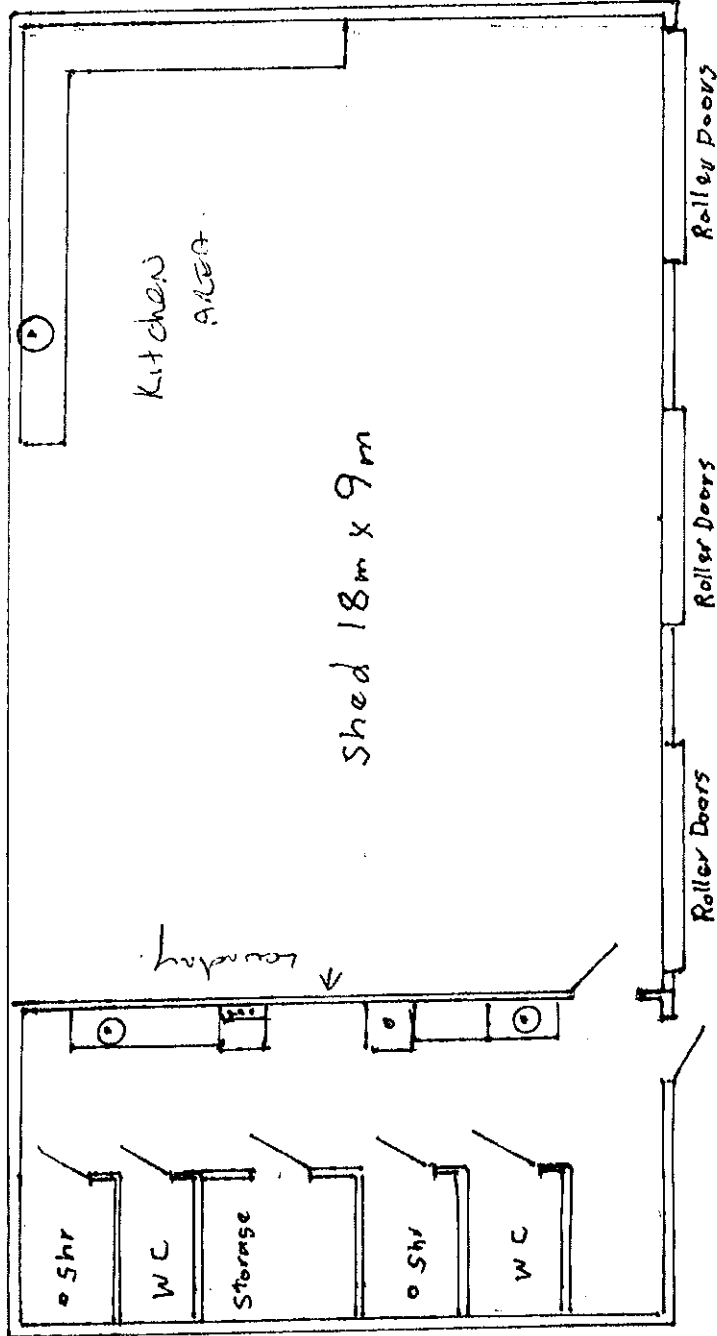 Kitchen
AREA.
Shed 18m x 9m
Laundry.
Shr
WC
Storage
Shr
WC
Roller Doors
Roller Doors
Roller Doors